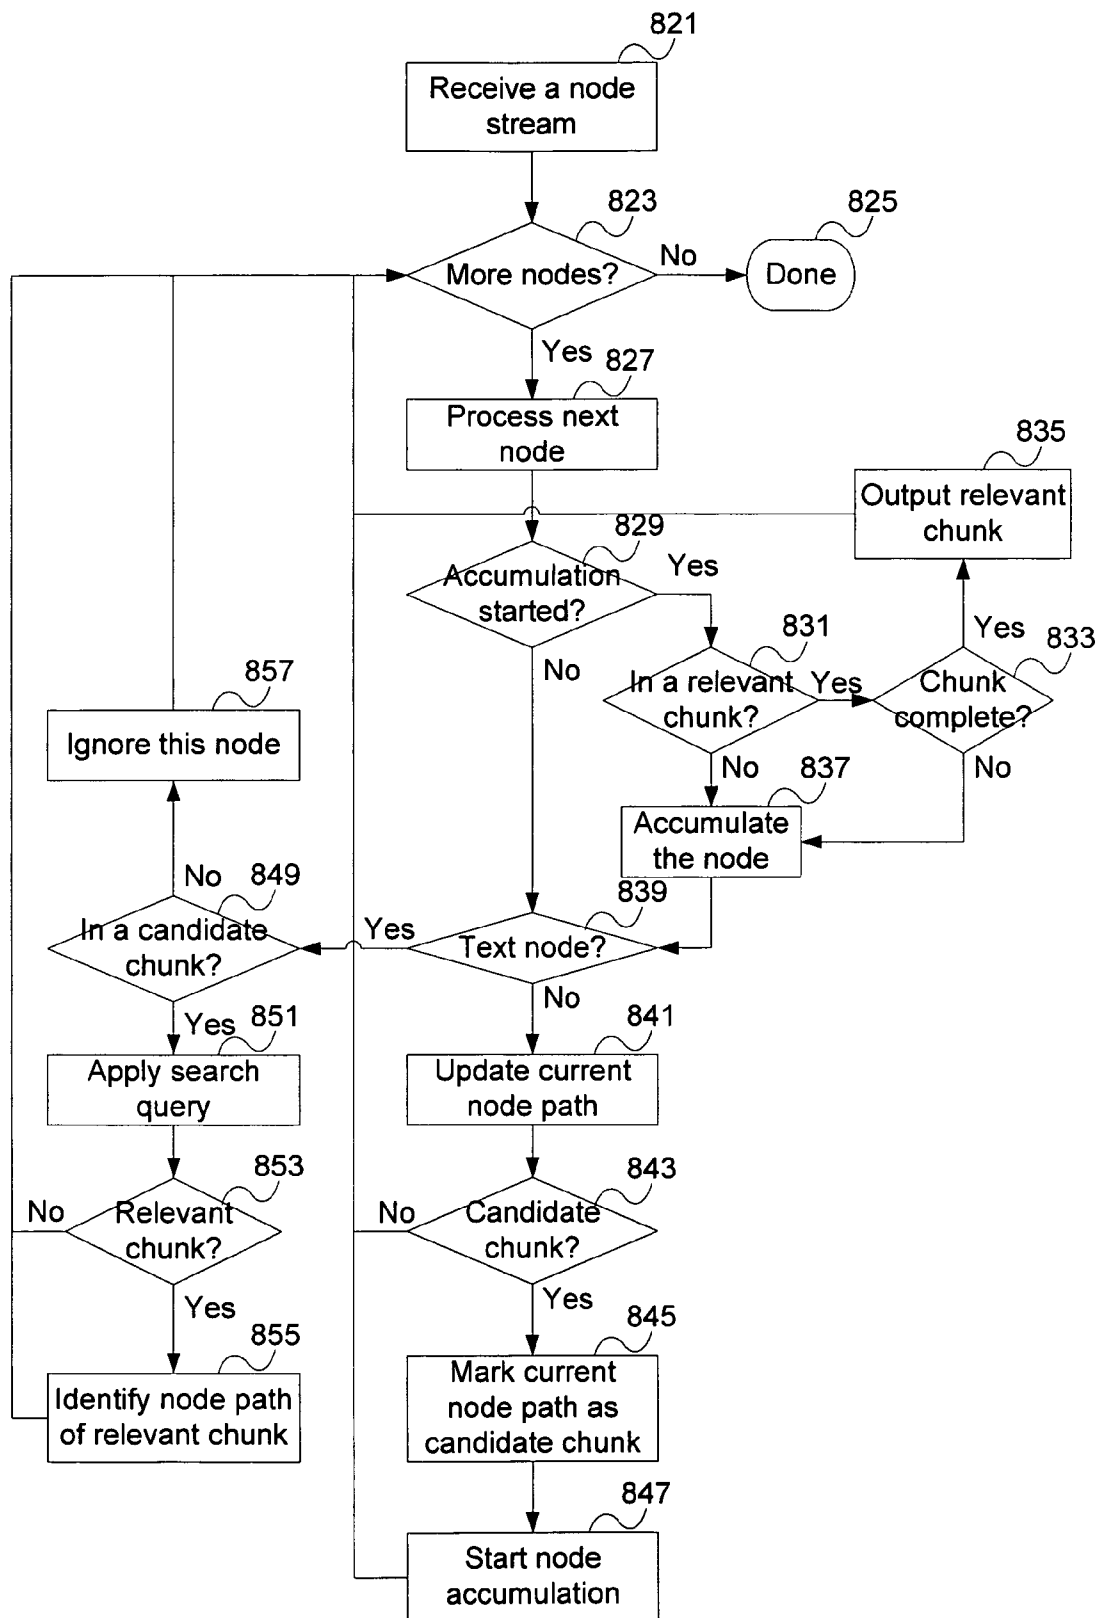 821
Receive a node
stream
823
825
More nodes?
No
Done
Yes
827
Process next
node
835
Output relevant
chunk
829
Accumulation
started?
Yes
831
Yes
833
No
In a relevant
chunk?
Yes
Chunk
complete?
857
Ignore this node
No
837
No
Accumulate
the node
No
849
839
In a candidate
chunk?
Yes
Text node?
Yes
851
No
841
Apply search
query
Update current
node path
853
843
No
Relevant
chunk?
No
Candidate
chunk?
Yes
Yes
855
845
Identify node path
of relevant chunk
Mark current
node path as
candidate chunk
847
Start node
accumulation